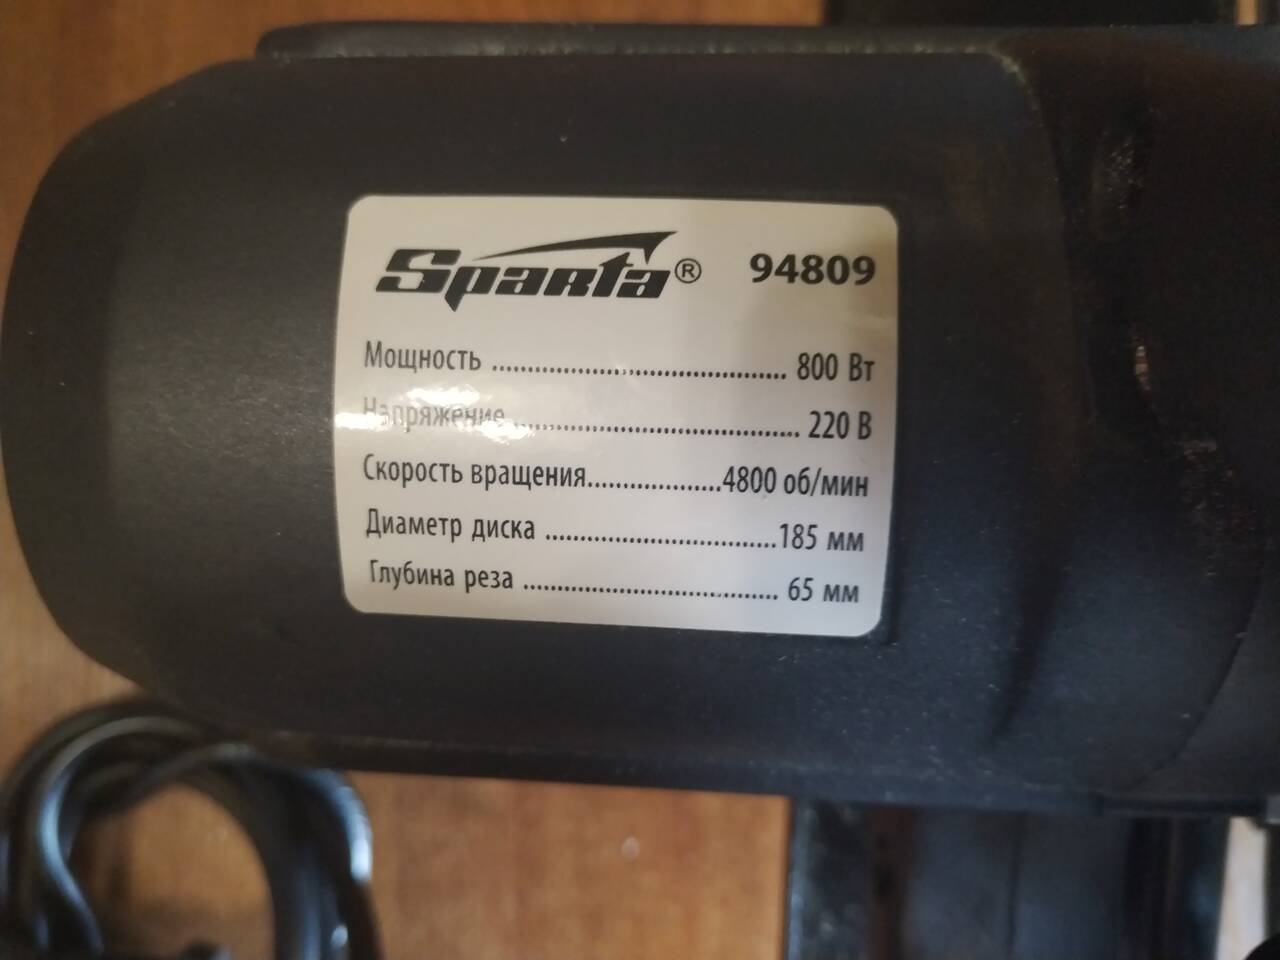 Sparta® 94809
Мощность ........................................ 800 Вт
Напряжение ........................................ 220 В
Скорость вращения...................4800 об/мин
Диаметр диска .................................185 мм
Глубина реза .................................... 65 мм